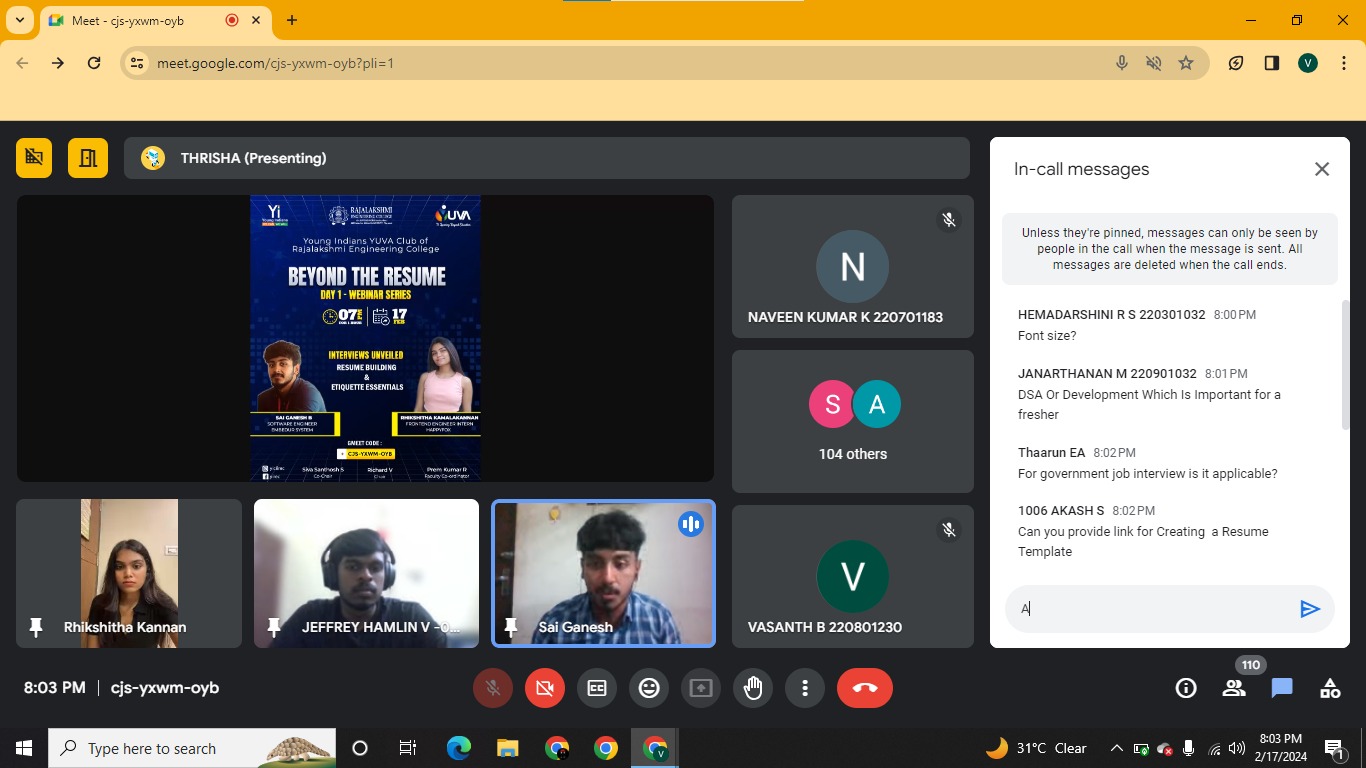 Meet - cjs-yxwm-oyb
meet.google.com/cjs-yxwm-oyb?pli=1
V
THRISHA (Presenting)
Yi
Young Indians
RAJALAKSHMI
ENGINEERING COLLEGE
YUVA
Young Indians YUVA Club of
Rajalakshmi Engineering College
BEYOND THE RESUME
DAY 1 - WEBINAR SERIES
07 PM
FOR 1 HOUR
17
FEB
INTERVIEWS UNVEILED
RESUME BUILDING
&
ETIQUETTE ESSENTIALS
SAI GANESH B
SOFTWARE ENGINEER
EMBEDUR SYSTEM
RHIKSHITHA KAMALAKANNAN
FRONTEND ENGINEER INTERN
HAPPYFOX
GMEET CODE :
CJS-YXWM-OYB
Siva Santhosh S
Co-Chair
Richard V
Chair
Prem Kumar R
Faculty Co-ordinator
N
NAVEEN KUMAR K 220701183
S
A
104 others
V
VASANTH B 220801230
Rhikshitha Kannan
JEFFREY HAMLIN V -0...
Sai Ganesh
In-call messages
Unless they're pinned, messages can only be seen by
people in the call when the message is sent. All
messages are deleted when the call ends.
HEMADARSHINI R S 220301032 8:00 PM
Font size?
JANARTHANAN M 220901032 8:01 PM
DSA Or Development Which Is Important for a
fresher
Thaarun EA 8:02 PM
For government job interview is it applicable?
1006 AKASH S 8:02 PM
Can you provide link for Creating a Resume
Template
A
8:03 PM | cjs-yxwm-oyb
110
Type here to search
V
31°C Clear
8:03 PM
2/17/2024
1